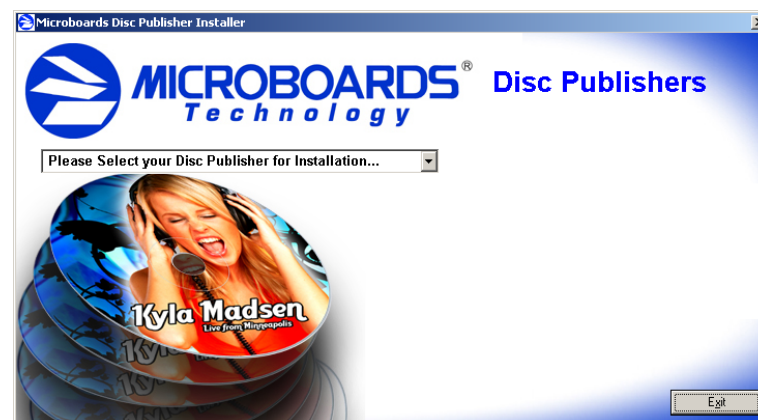 Microboards Disc Publisher Installer
MICROBOARDS® Disc Publishers
Technology
Please Select your Disc Publisher for Installation...
Kyla Madsen
Live from Minneapolis
Kyla
Exit